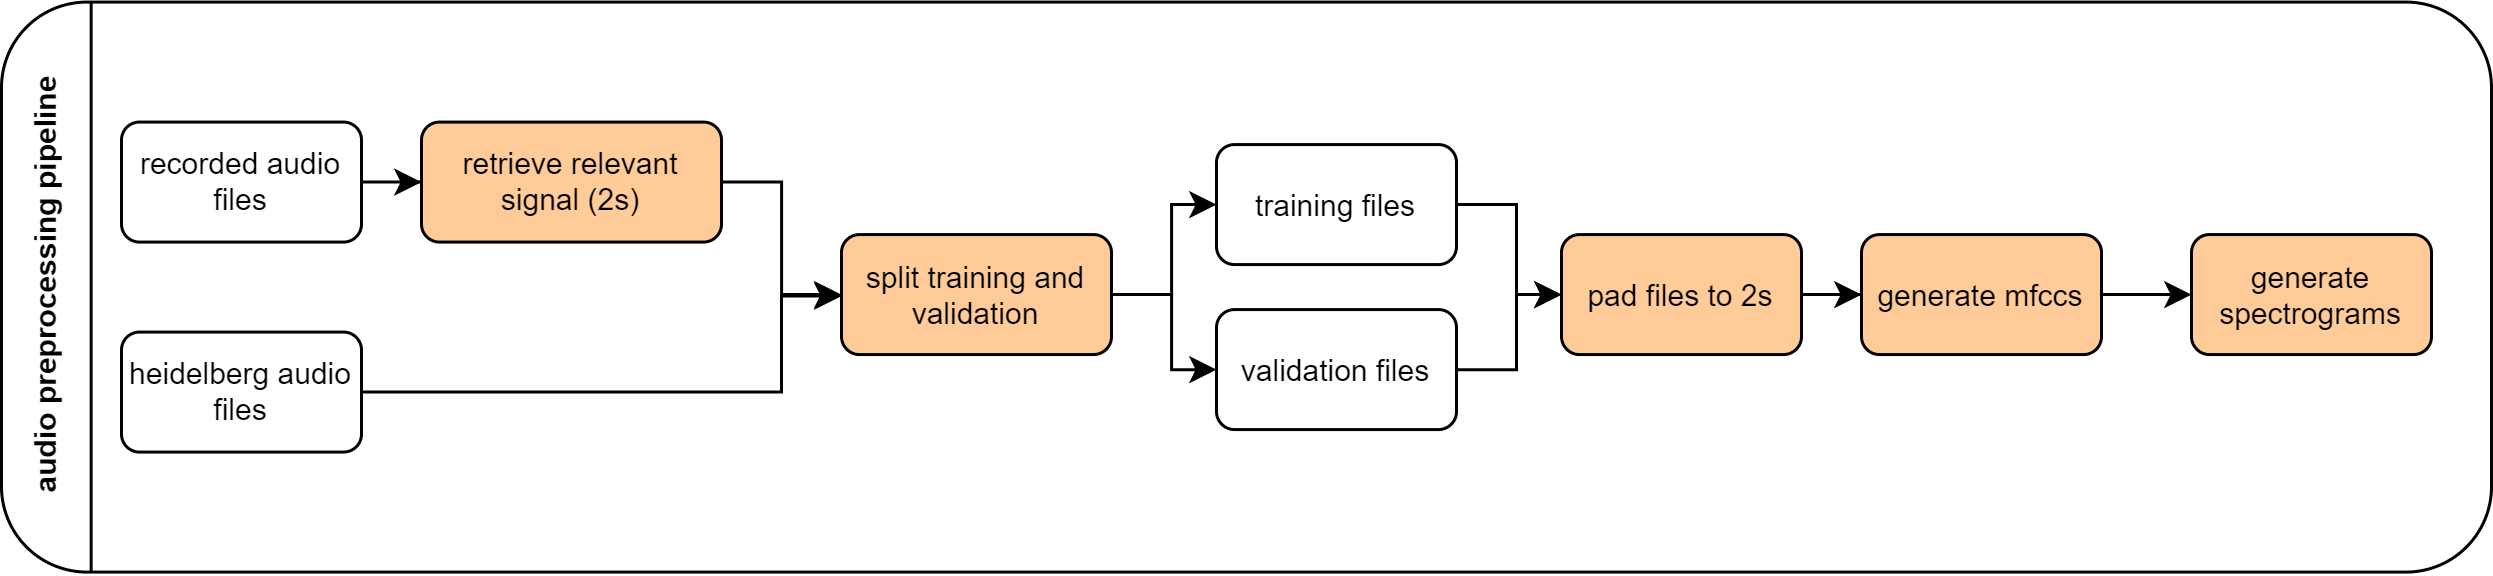 audio preprocessing pipeline
recorded audio
files
retrieve relevant
signal (2s)
heidelberg audio
files
split training and
validation
training files
validation files
pad files to 2s
generate mfccs
generate
spectrograms